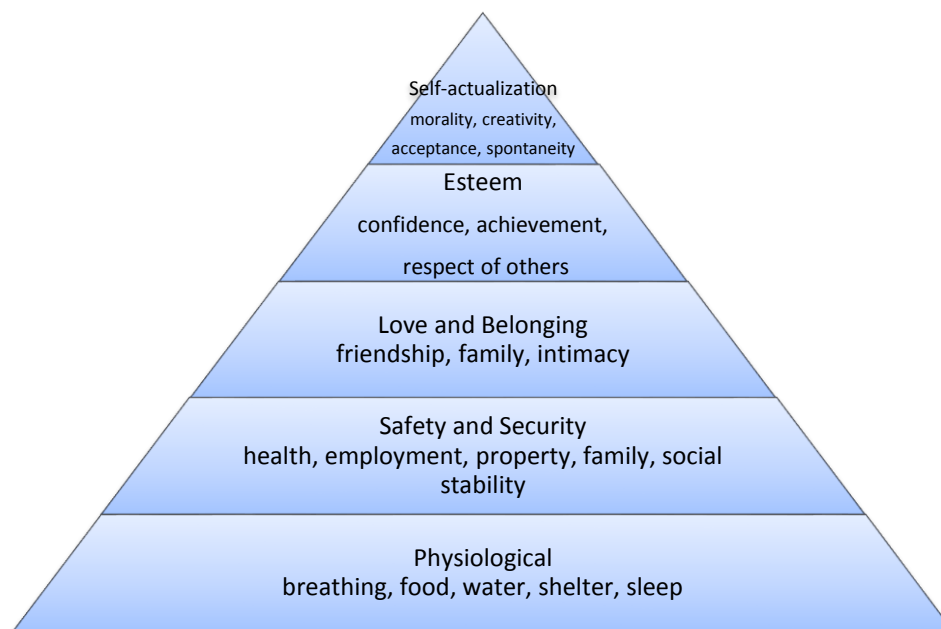 Self-actualization
morality, creativity,
acceptance, spontaneity
Esteem
confidence, achievement,
respect of others
Love and Belonging
friendship, family, intimacy
Safety and Security
health, employment, property, family, social
stability
Physiological
breathing, food, water, shelter, sleep